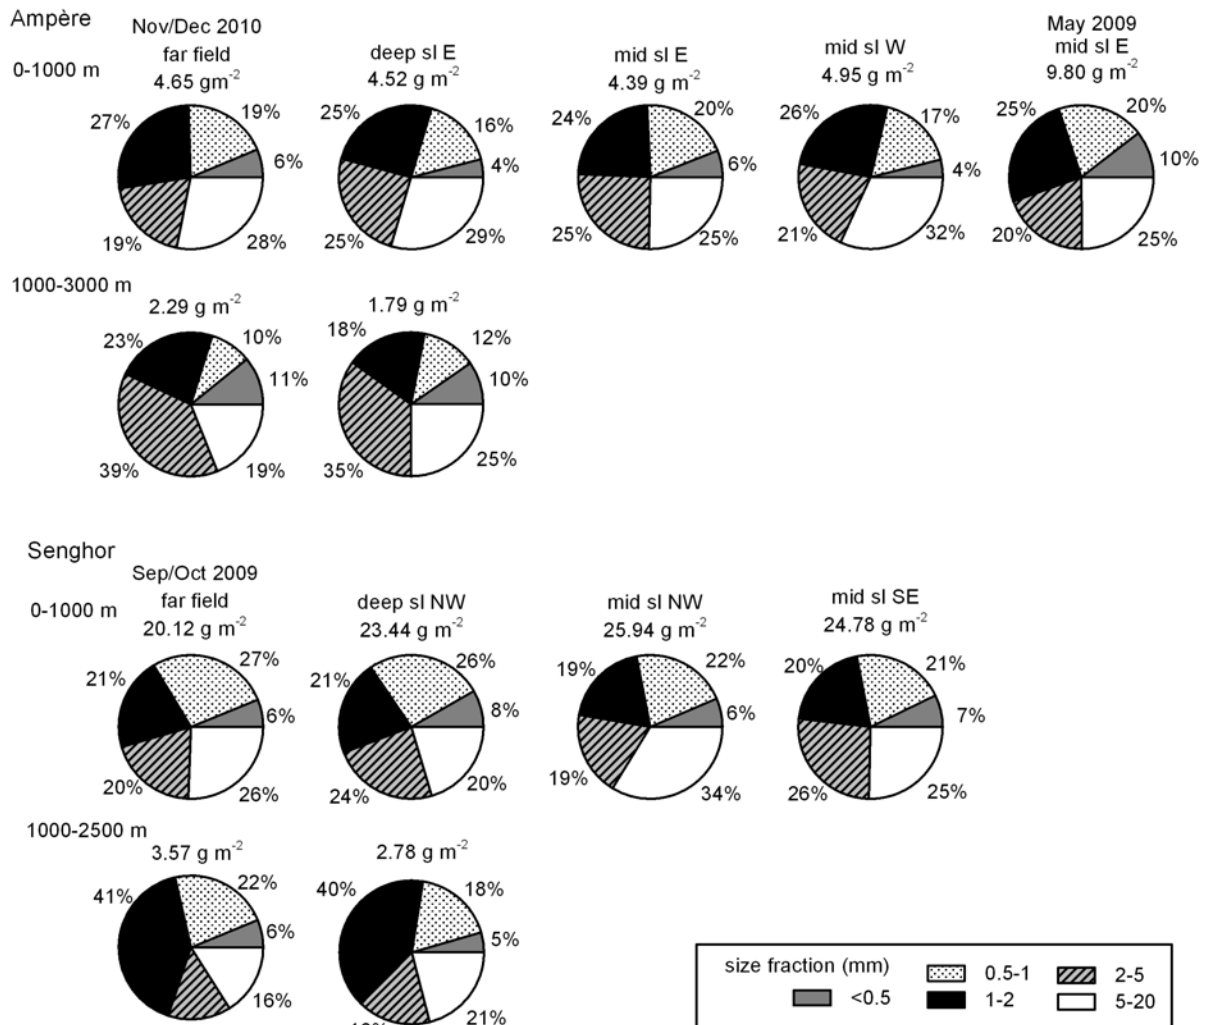 Ampère
Nov/Dec 2010
far field
4.65 gm-2
deep sl E
4.52 g m-2
mid sl E
4.39 g m-2
mid sl W
4.95 g m-2
May 2009
mid sl E
9.80 g m-2
0-1000 m
27%
19%
6%
19%
28%
25%
16%
4%
25%
29%
24%
20%
6%
25%
25%
26%
17%
4%
21%
32%
25%
20%
10%
20%
25%
1000-3000 m
2.29 g m-2
1.79 g m-2
23%
10%
11%
39%
19%
18%
12%
10%
35%
25%
Senghor
Sep/Oct 2009
far field
20.12 g m-2
deep sl NW
23.44 g m-2
mid sl NW
25.94 g m-2
mid sl SE
24.78 g m-2
0-1000 m
21%
27%
6%
20%
26%
21%
26%
8%
24%
20%
19%
22%
6%
19%
34%
20%
21%
7%
26%
25%
1000-2500 m
3.57 g m-2
2.78 g m-2
41%
22%
6%
16%
40%
18%
5%
21%
size fraction (mm)
<0.5
0.5-1
1-2
2-5
5-20